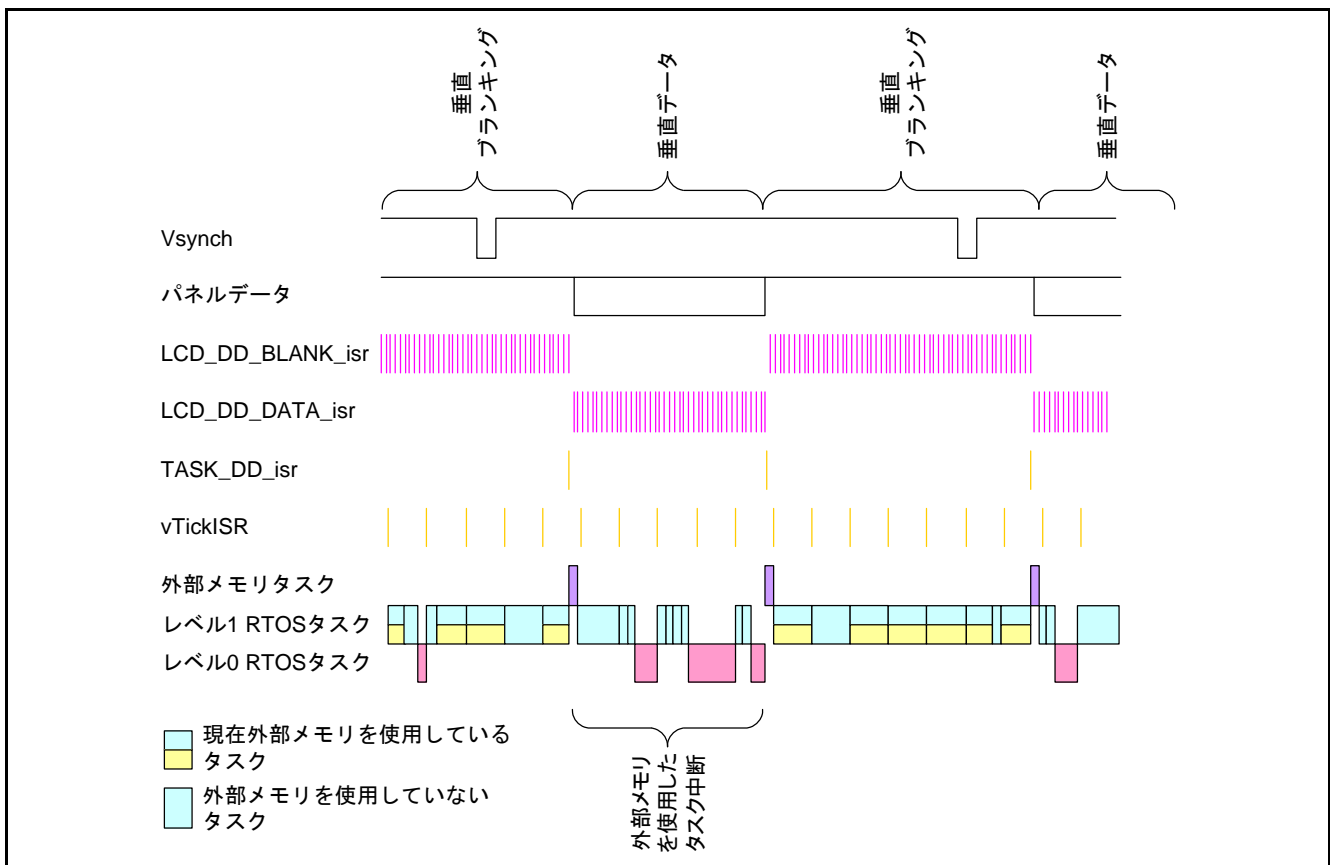 垂直
ブランキング
垂直データ
垂直
ブランキング
垂直データ
Vsynch
パネルデータ
LCD_DD_BLANK_isr
LCD_DD_DATA_isr
TASK_DD_isr
vTickISR
外部メモリタスク
レベル1 RTOSタスク
レベル0 RTOSタスク
現在外部メモリを使用している
タスク
外部メモリを使用していない
タスク
外部メモリ
を使用した
タスク中断